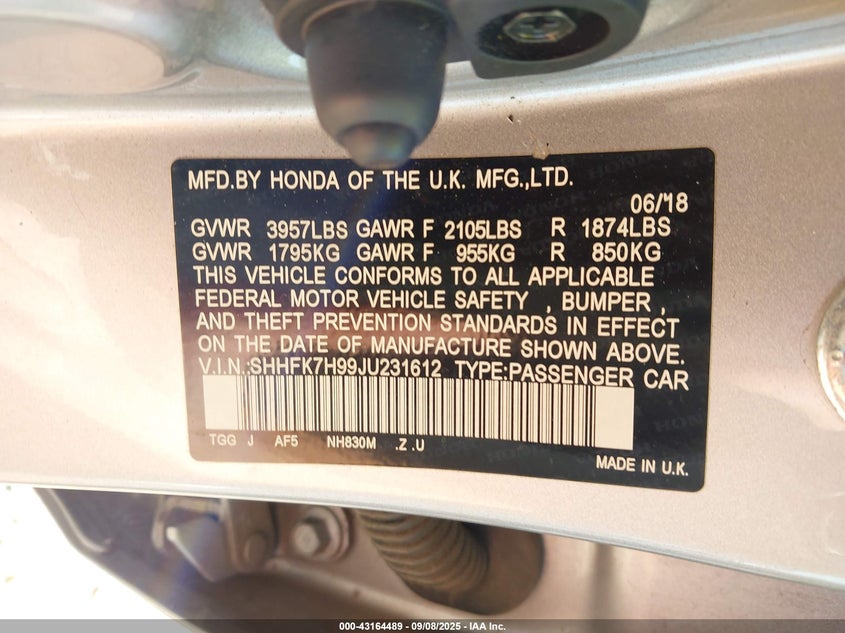 MFD.BY HONDA OF THE U.K. MFG.,LTD.
06/18
GVWR 3957LBS GAWR F 2105LBS R 1874LBS
GVWR 1795KG GAWR F 955KG R 850KG
THIS VEHICLE CONFORMS TO ALL APPLICABLE
FEDERAL MOTOR VEHICLE SAFETY , BUMPER ,
AND THEFT PREVENTION STANDARDS IN EFFECT
ON THE DATE OF MANUFACTURE SHOWN ABOVE.
V.I.N.:SHHFK7H99JU231612 TYPE:PASSENGER CAR
TGG J AF5 NH830M .Z .U
MADE IN U.K.
000-43164489 - 09/08/2025 - IAA Inc.